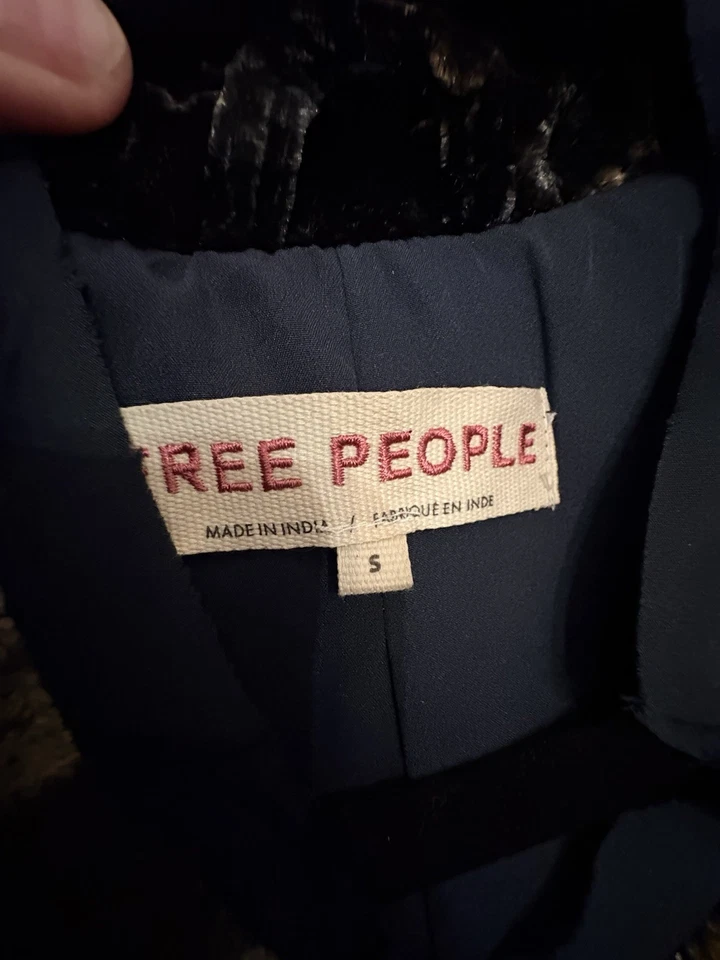 FREE PEOPLE
MADE IN INDIA / FABRIQUÉ EN INDE
S